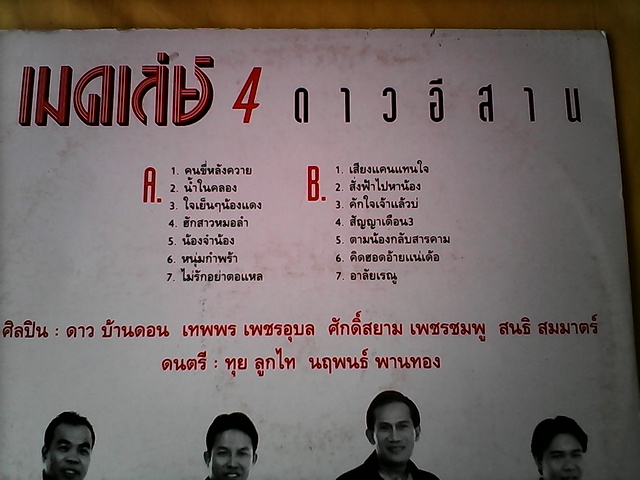 เมดเล่ย์ 4 ดาวอีสาน
A.
1. คนขี่หลังควาย
2. น้ำในคลอง
3. ใจเย็นๆน้องแดง
4. ฮักสาวหมอลำ
5. น้องจ๋าน้อง
6. หนุ่มกำพร้า
7. ไม่รักอย่าตอแหล
B.
1. เสียงแคนแทนใจ
2. สั่งฟ้าไปหาน้อง
3. คักใจเจ้าแล้วบ่
4. สัญญาเดือน3
5. ตามน้องกลับสารคาม
6. คิดฮอดอ้ายแน่เด้อ
7. อาลัยเรณู
ศิลปิน : ดาว บ้านดอน เทพพร เพชรอุบล ศักดิ์สยาม เพชรชมพู สนธิ สมมาตร์
ดนตรี : ทุย ลูกไท นฤพนธ์ พานทอง